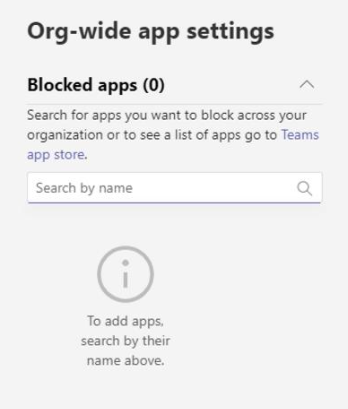 Org-wide app settings
Blocked apps (0)
Search for apps you want to block across your
organization or to see a list of apps go to Teams
app store.
Search by name
To add apps,
search by their
name above.